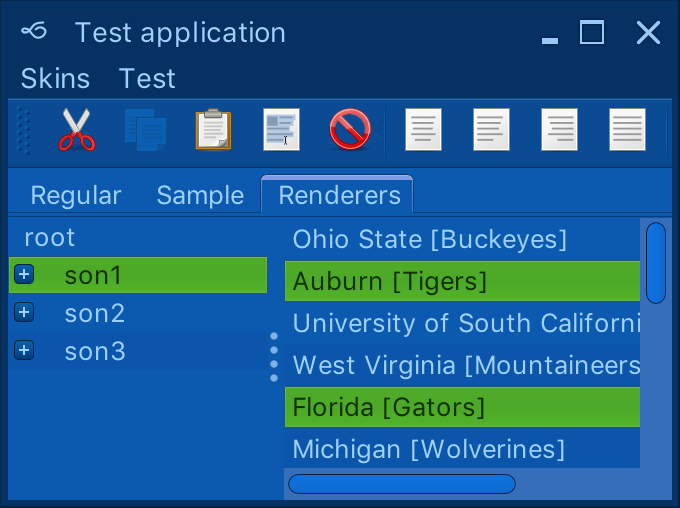 Test application
Skins Test
Regular Sample Renderers
root
son1
son2
son3
Ohio State [Buckeyes]
Auburn [Tigers]
University of South Californi
West Virginia [Mountaineers
Florida [Gators]
Michigan [Wolverines]